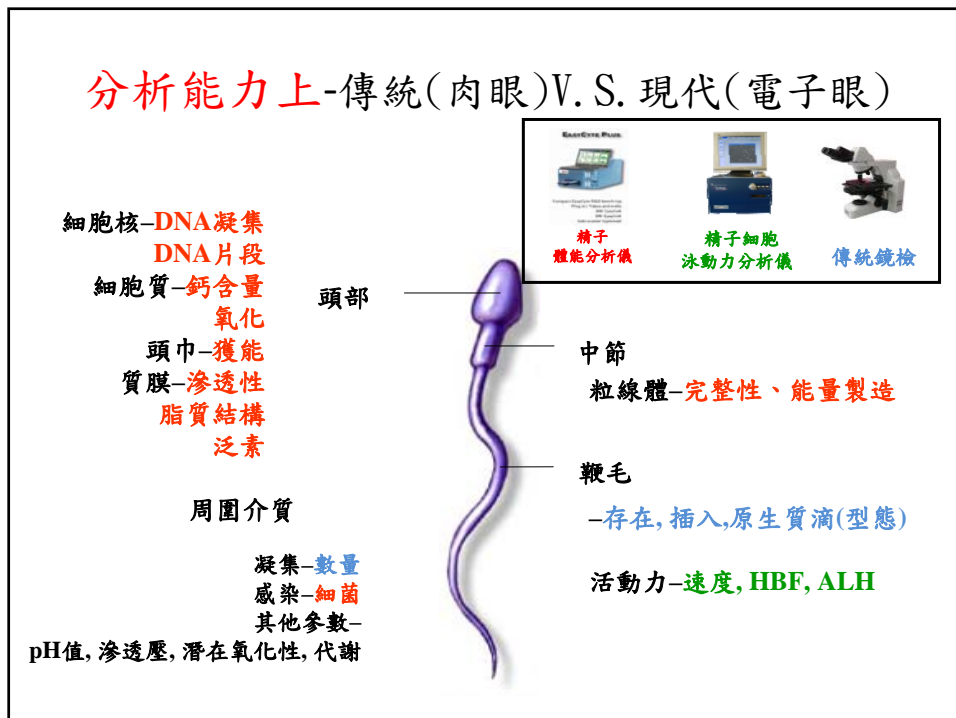 分析能力上-傳統(肉眼)V.S.現代(電子眼)
EASYCYTE PLUS
精子
體能分析儀
精子細胞
泳動力分析儀
傳統鏡檢
細胞核–DNA凝集
DNA片段
細胞質–鈣含量
氧化
頭巾–獲能
質膜–滲透性
脂質結構
泛素
頭部
中節
粒線體–完整性、能量製造
鞭毛
–存在, 插入,原生質滴(型態)
活動力–速度, HBF, ALH
周圍介質
凝集–數量
感染–細菌
其他參數–
pH值, 滲透壓, 潛在氧化性, 代謝